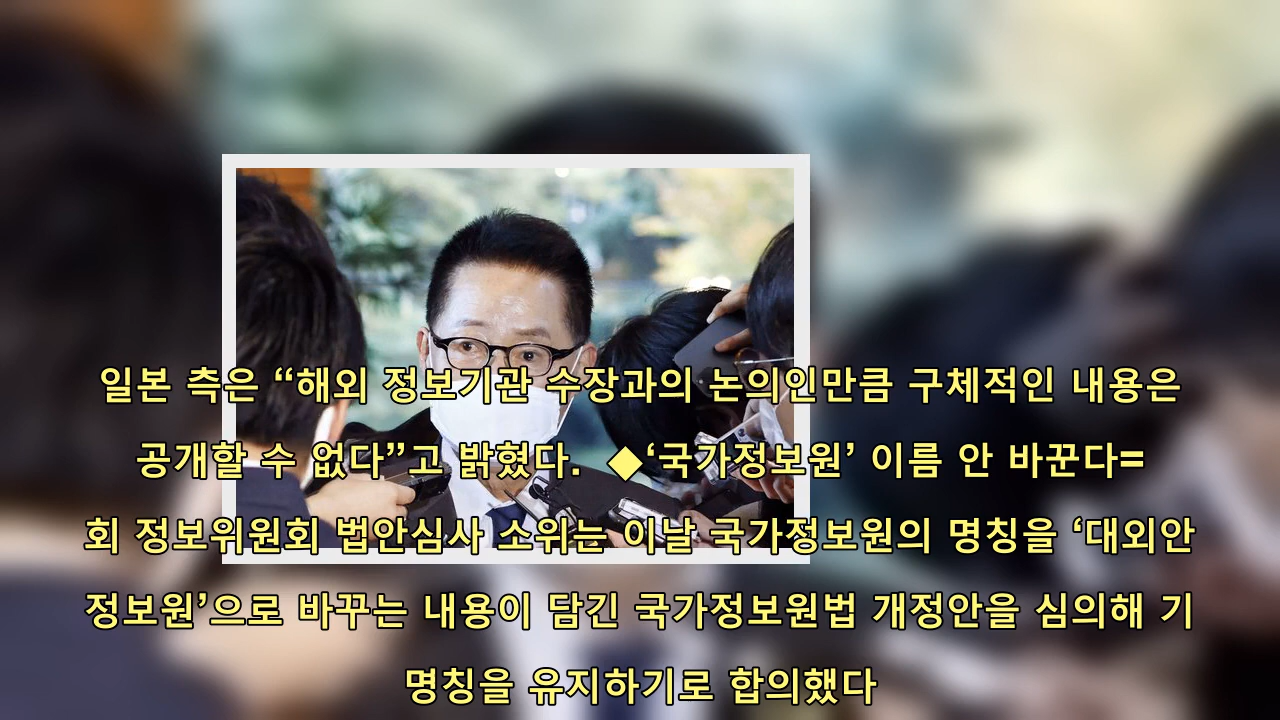 일본 측은 “해외 정보기관 수장과의 논의인만큼 구체적인 내용은
공개할 수 없다”고 밝혔다. ◆‘국가정보원’ 이름 안 바꾼다=
회 정보위원회 법안심사 소위는 이날 국가정보원의 명칭을 ‘대외안
정보원’으로 바꾸는 내용이 담긴 국가정보원법 개정안을 심의해 기
명칭을 유지하기로 합의했다